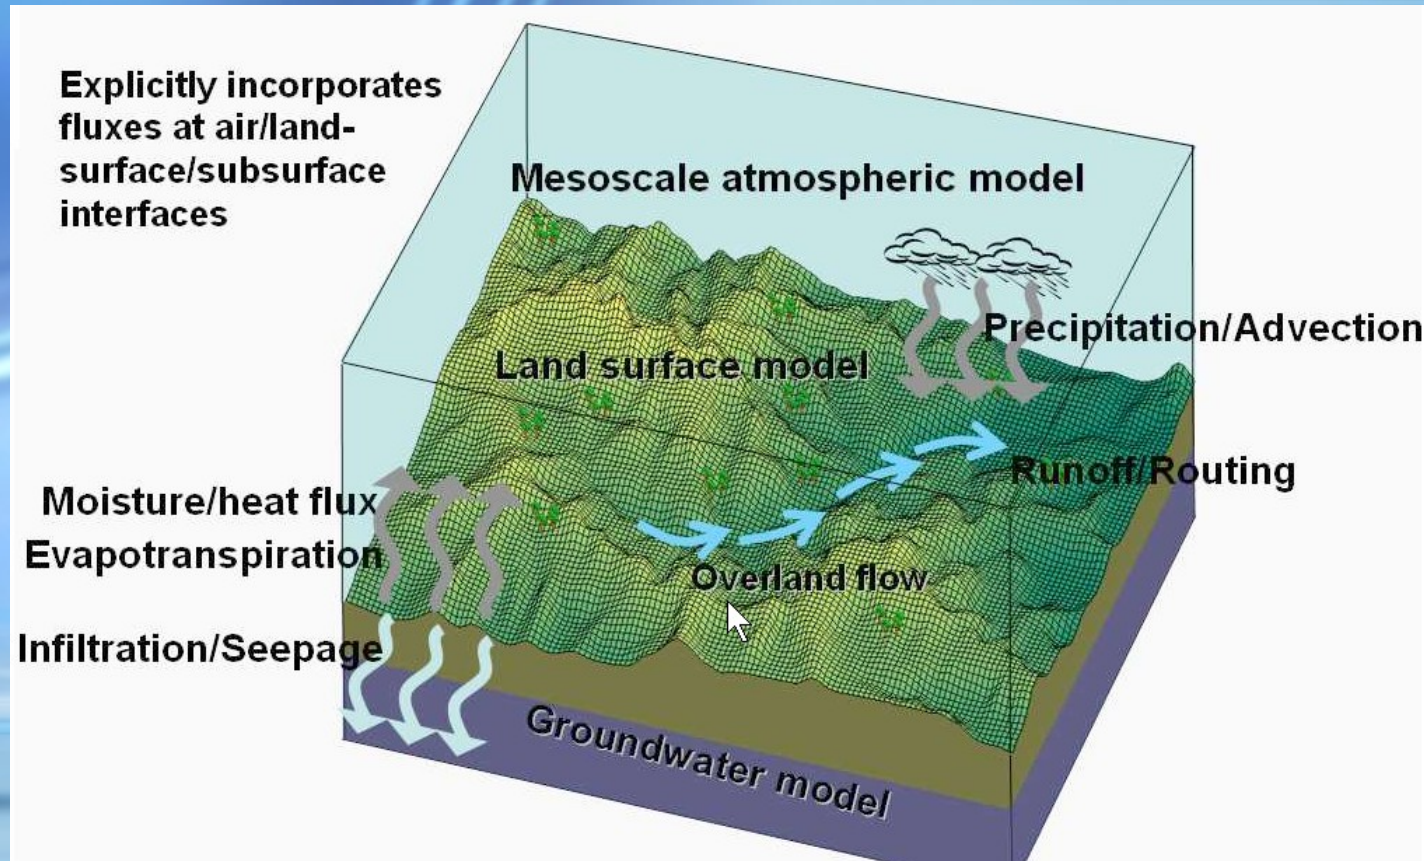 Explicitly incorporates
fluxes at air/land-
surface/subsurface
interfaces
Mesoscale atmospheric model
Precipitation/Advection
Land surface model
Runoff/Routing
Moisture/heat flux
Evapotranspiration
Overland flow
Infiltration/Seepage
Groundwater model